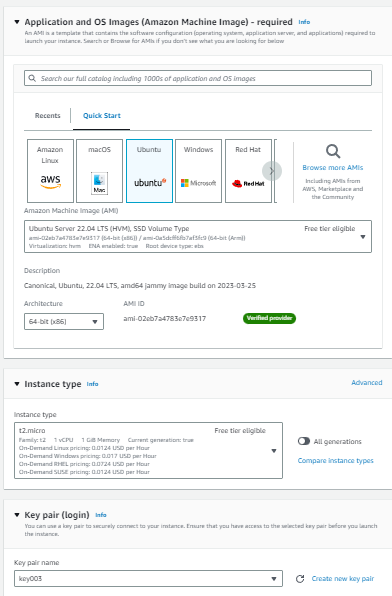 Application and OS Images (Amazon Machine Image) - required Info
An AMI is a template that contains the software configuration (operating system, application server, and applications) required to
launch your instance. Search or Browse for AMIs if you don't see what you are looking for below
Search our full catalog including 1000s of application and OS images
Recents Quick Start
Amazon Linux
aws
macOS
Mac
Ubuntu
ubuntu®
Windows
Microsoft
Red Hat
Red Hat
Browse more AMIs
Including AMIs from
AWS, Marketplace and
the Community
Amazon Machine Image (AMI)
Ubuntu Server 22.04 LTS (HVM), SSD Volume Type Free tier eligible
ami-02eb7a4783e7e9317 (64-bit (x86)) / ami-0a5dbffbfb7af3fc9 (64-bit (Arm))
Virtualization: hvm ENA enabled: true Root device type: ebs
Description
Canonical, Ubuntu, 22.04 LTS, amd64 jammy image build on 2023-03-25
Architecture AMI ID
64-bit (x86) ami-02eb7a4783e7e9317 Verified provider
Instance type Info Advanced
Instance type
t2.micro Free tier eligible
Family: t2 1 vCPU 1 GiB Memory Current generation: true
On-Demand Linux pricing: 0.0124 USD per Hour
On-Demand Windows pricing: 0.017 USD per Hour
On-Demand RHEL pricing: 0.0724 USD per Hour
On-Demand SUSE pricing: 0.0124 USD per Hour
All generations
Compare instance types
Key pair (login) Info
You can use a key pair to securely connect to your instance. Ensure that you have access to the selected key pair before you launch
the instance.
Key pair name
key003 Create new key pair